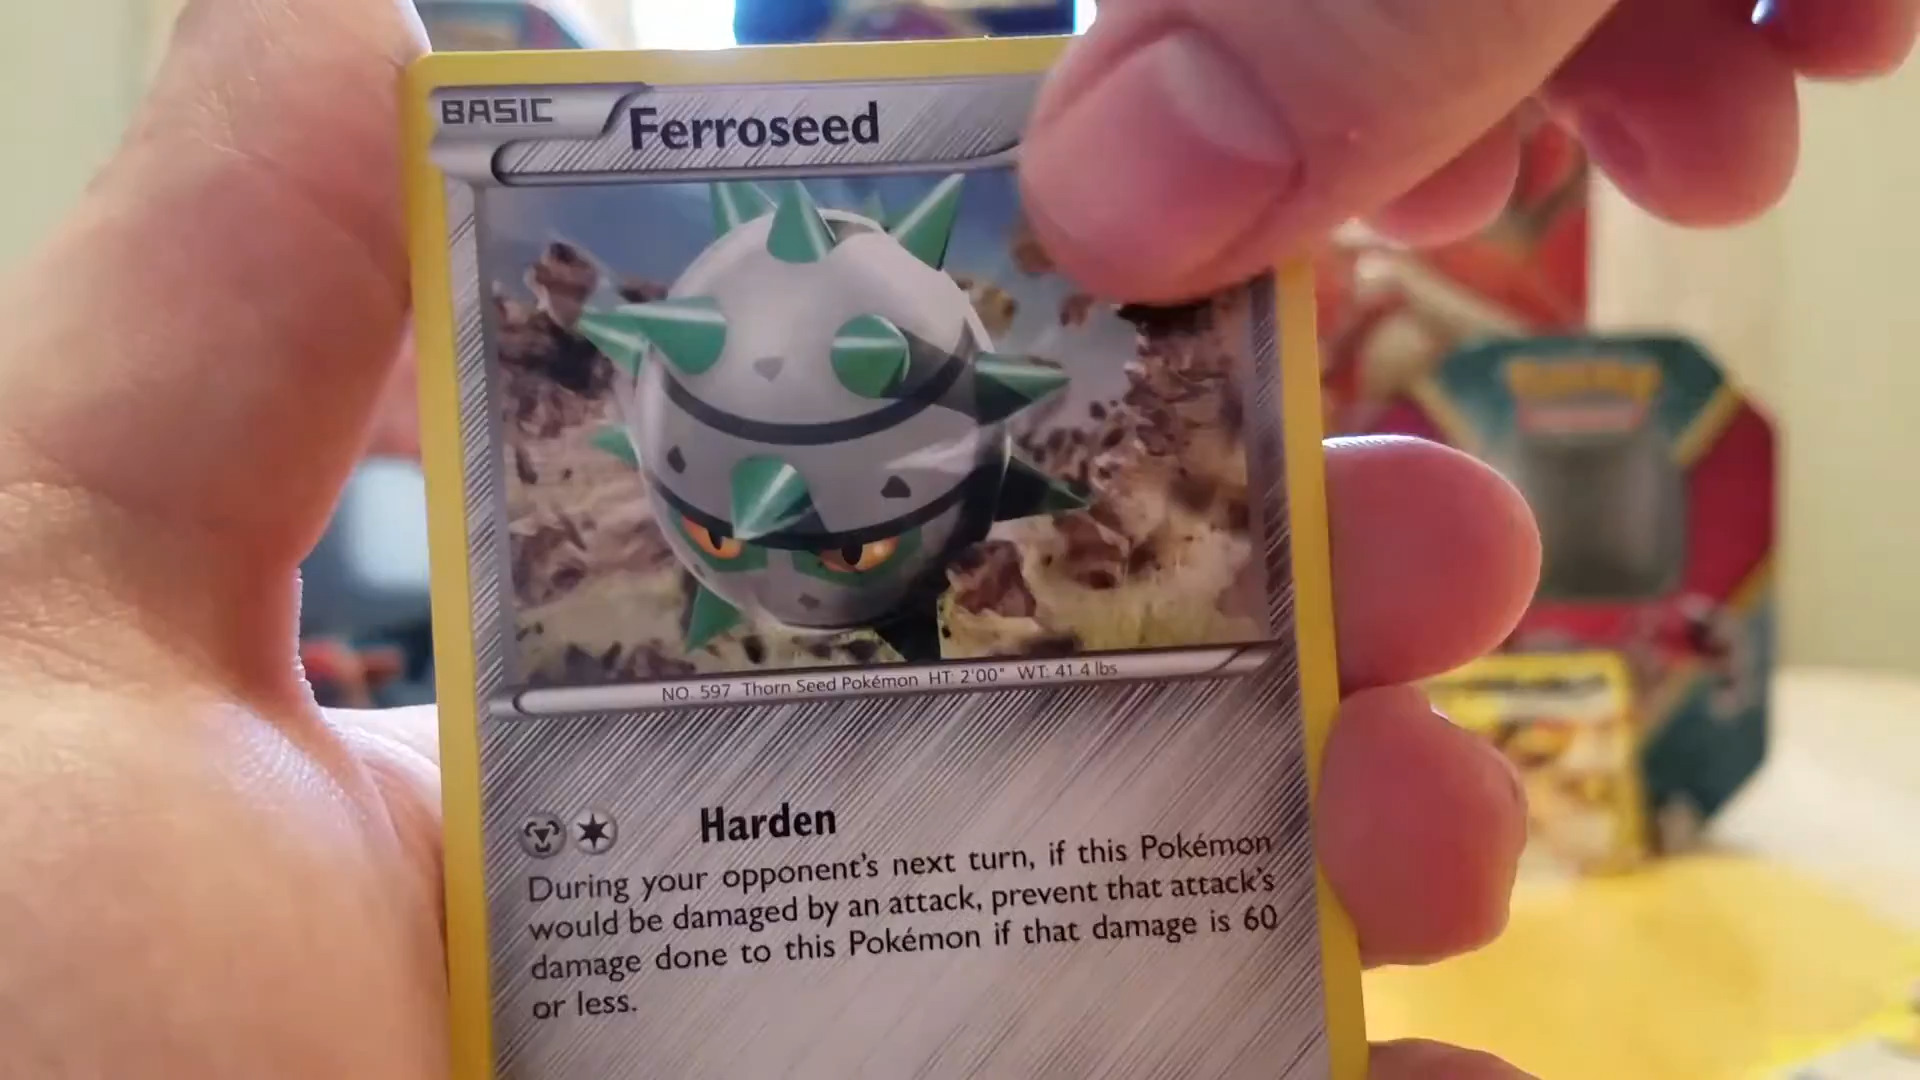 BASIC
Ferroseed
NO. 597 Thorn Seed Pokémon HT: 2'00" WT: 41.4 lbs
Harden
During your opponent's next turn, if this Pokémon
would be damaged by an attack, prevent that attack's
damage done to this Pokémon if that damage is 60
or less.